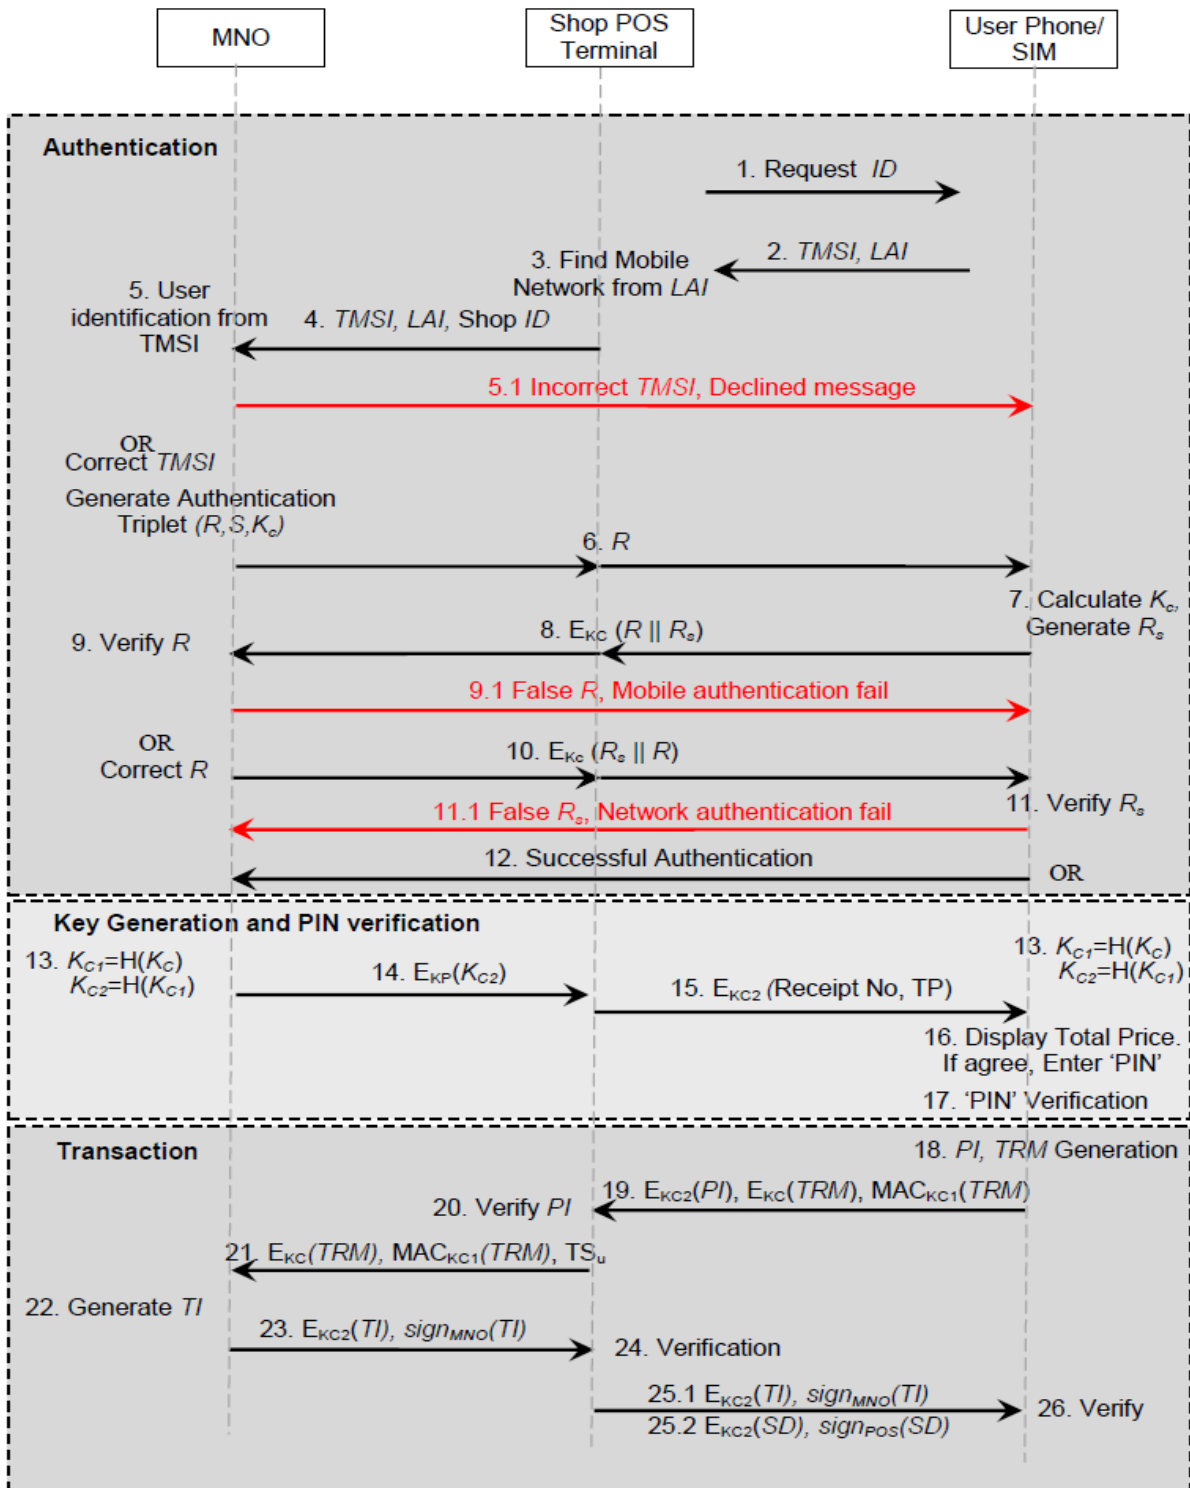 MNO
Shop POS
Terminal
User Phone/
SIM
Authentication
1. Request ID
2. TMSI, LAI
3. Find Mobile
Network from LAI
5. User
identification from
TMSI
4. TMSI, LAI, Shop ID
5.1 Incorrect TMSI, Declined message
OR
Correct TMSI
Generate Authentication
Triplet (R,S,Kc)
6. R
7. Calculate Kc,
Generate Rs
8. EKC (R || Rs)
9. Verify R
9.1 False R, Mobile authentication fail
OR
Correct R
10. EKc (Rs || R)
11. Verify Rs
11.1 False Rs, Network authentication fail
12. Successful Authentication
OR
Key Generation and PIN verification
13. KC1=H(KC)
KC2=H(KC1)
14. EKP(KC2)
13. KC1=H(KC)
KC2=H(KC1)
15. EKC2 (Receipt No, TP)
16. Display Total Price.
If agree, Enter ‘PIN’
17. ‘PIN’ Verification
Transaction
18. PI, TRM Generation
19. EKC2(PI), EKC(TRM), MACKC1(TRM)
20. Verify PI
21. EKC(TRM), MACKC1(TRM), TSu
22. Generate TI
23. EKC2(TI), signMNO(TI)
24. Verification
25.1 EKC2(TI), signMNO(TI)
25.2 EKC2(SD), signPOS(SD)
26. Verify